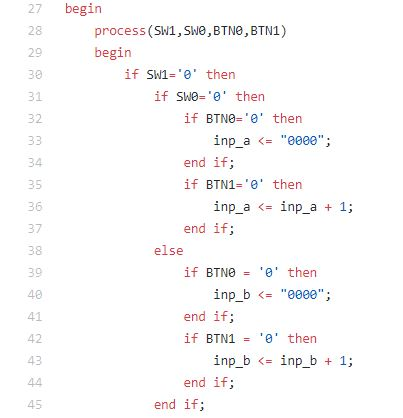 27 begin
28 process(SW1,SW0,BTN0,BTN1)
29 begin
30 if SW1='0' then
31 if SW0='0' then
32 if BTN0='0' then
33 inp_a <= "0000";
34 end if;
35 if BTN1='0' then
36 inp_a <= inp_a + 1;
37 end if;
38 else
39 if BTN0 = '0' then
40 inp_b <= "0000";
41 end if;
42 if BTN1 = '0' then
43 inp_b <= inp_b + 1;
44 end if;
45 end if;